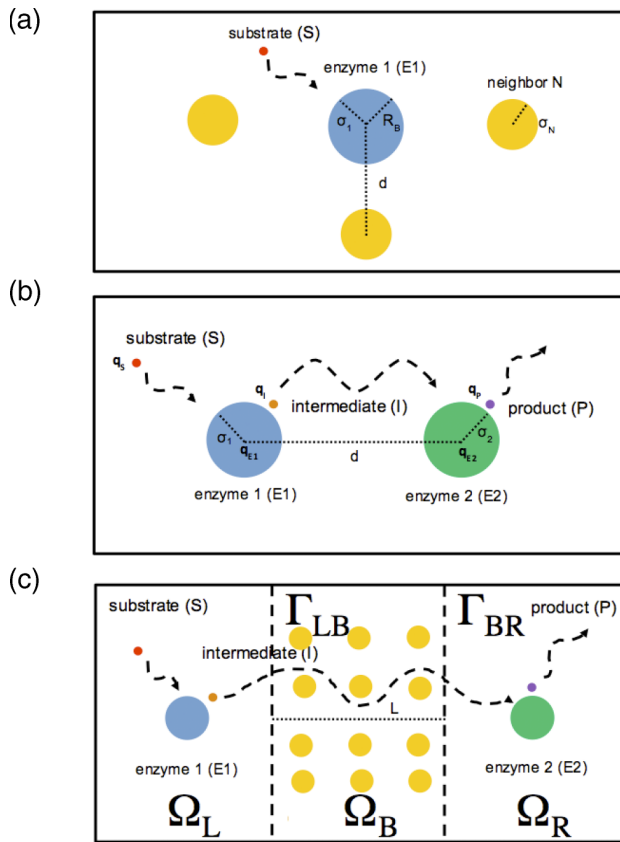 (a)
substrate (S)
enzyme 1 (E1)
neighbor N
σ1
RB
σN
d
(b)
substrate (S)
qS
qI
intermediate (I)
qP
product (P)
σ1
qE1
d
σ2
qE2
enzyme 1 (E1)
enzyme 2 (E2)
(c)
substrate (S)
ΓLB
ΓBR
product (P)
intermediate (I)
L
enzyme 1 (E1)
enzyme 2 (E2)
ΩL
ΩB
ΩR